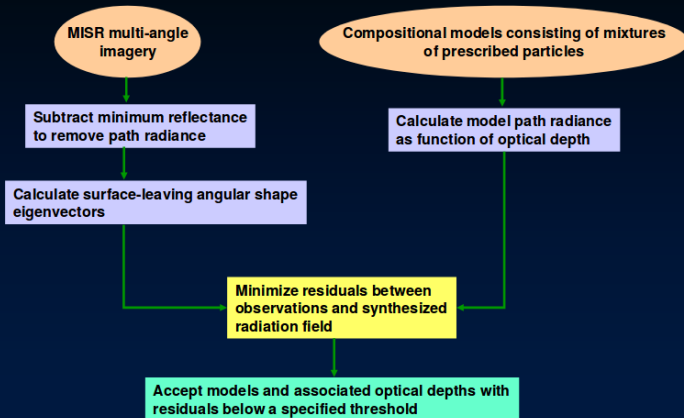 MISR multi-angle
imagery
Compositional models consisting of mixtures
of prescribed particles
Subtract minimum reflectance
to remove path radiance
Calculate model path radiance
as function of optical depth
Calculate surface-leaving angular shape
eigenvectors
Minimize residuals between
observations and synthesized
radiation field
Accept models and associated optical depths with
residuals below a specified threshold